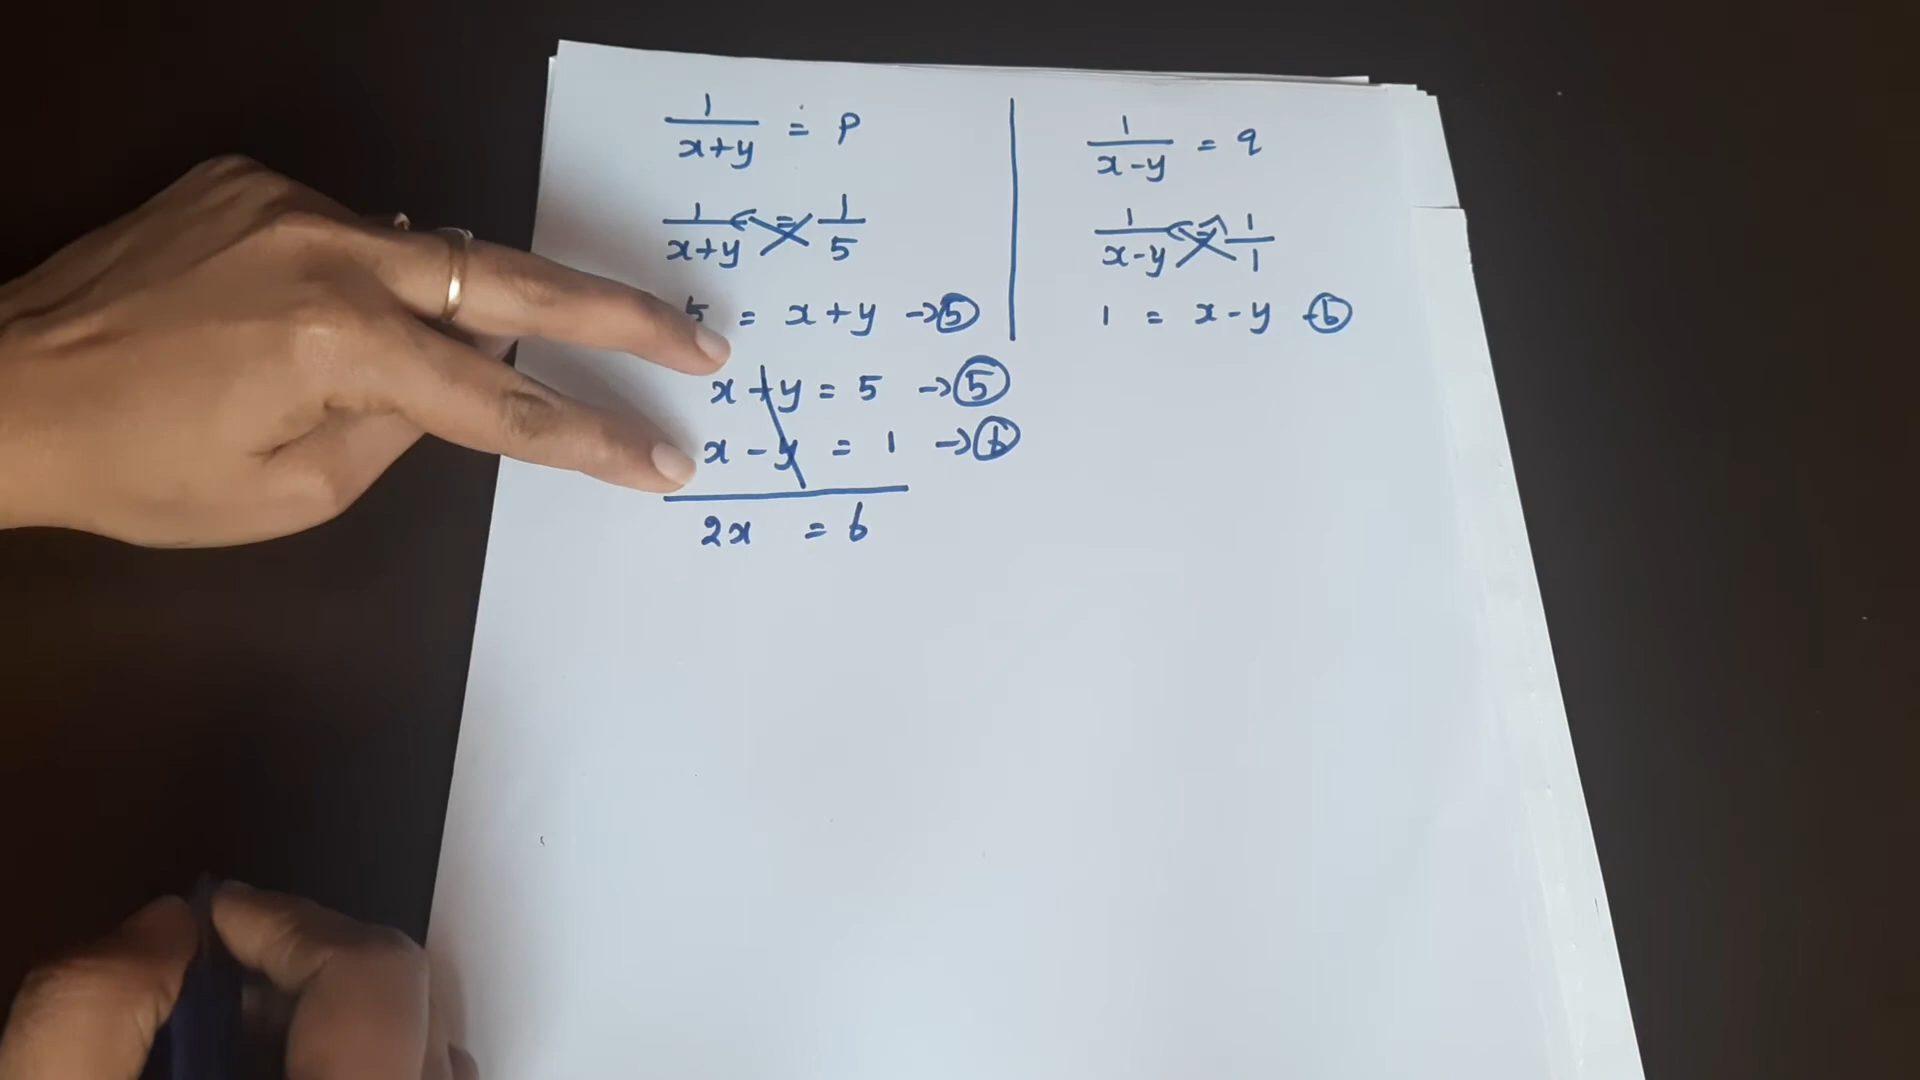 1/(x+y) = p
1/(x+y) = 1/5
5 = x+y →⑤
1/(x-y) = q
1/(x-y) = 1/1
1 = x-y -⑥
x+y = 5 →⑤
x-y = 1 →⑥
2x = 6